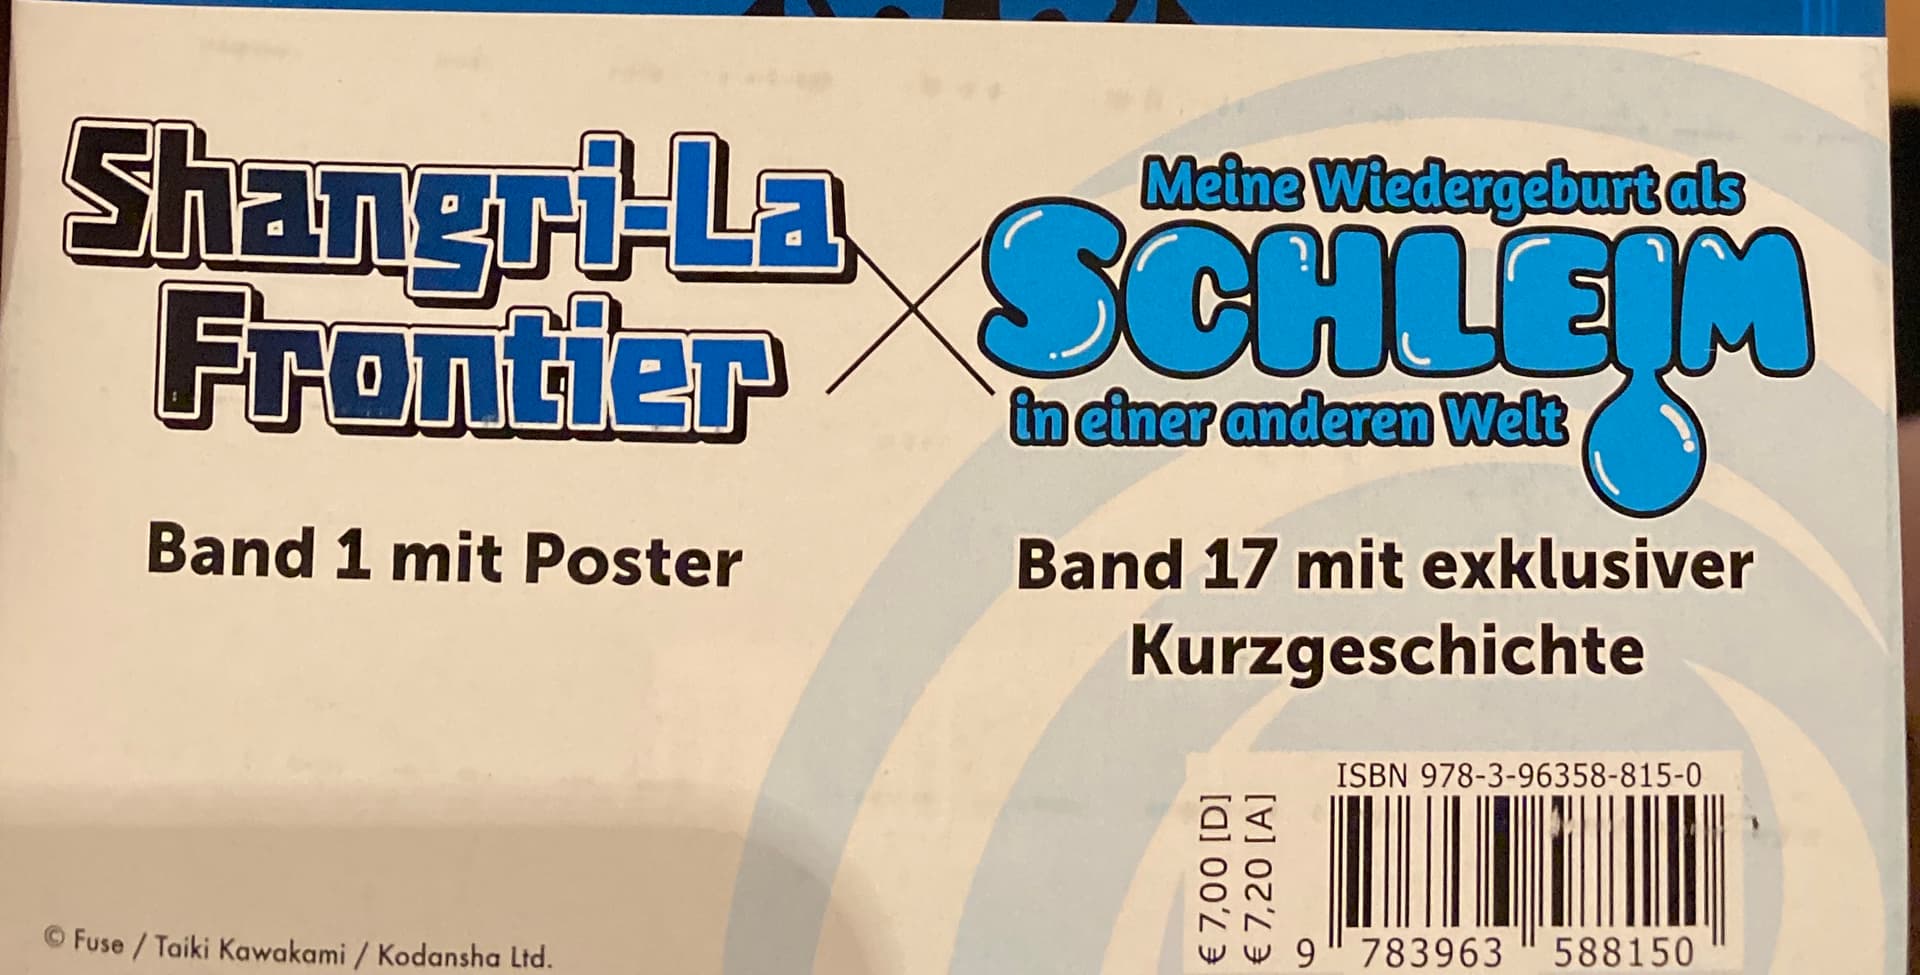 Shangri-La
Frontier
Band 1 mit Poster
Meine Wiedergeburt als
SCHLEIM
in einer anderen Welt
Band 17 mit exklusiver
Kurzgeschichte
ISBN 978-3-96358-815-0
€ 7,00 [D]
€ 7,20 [A]
9 783963 588150
© Fuse / Taiki Kawakami / Kodansha Ltd.